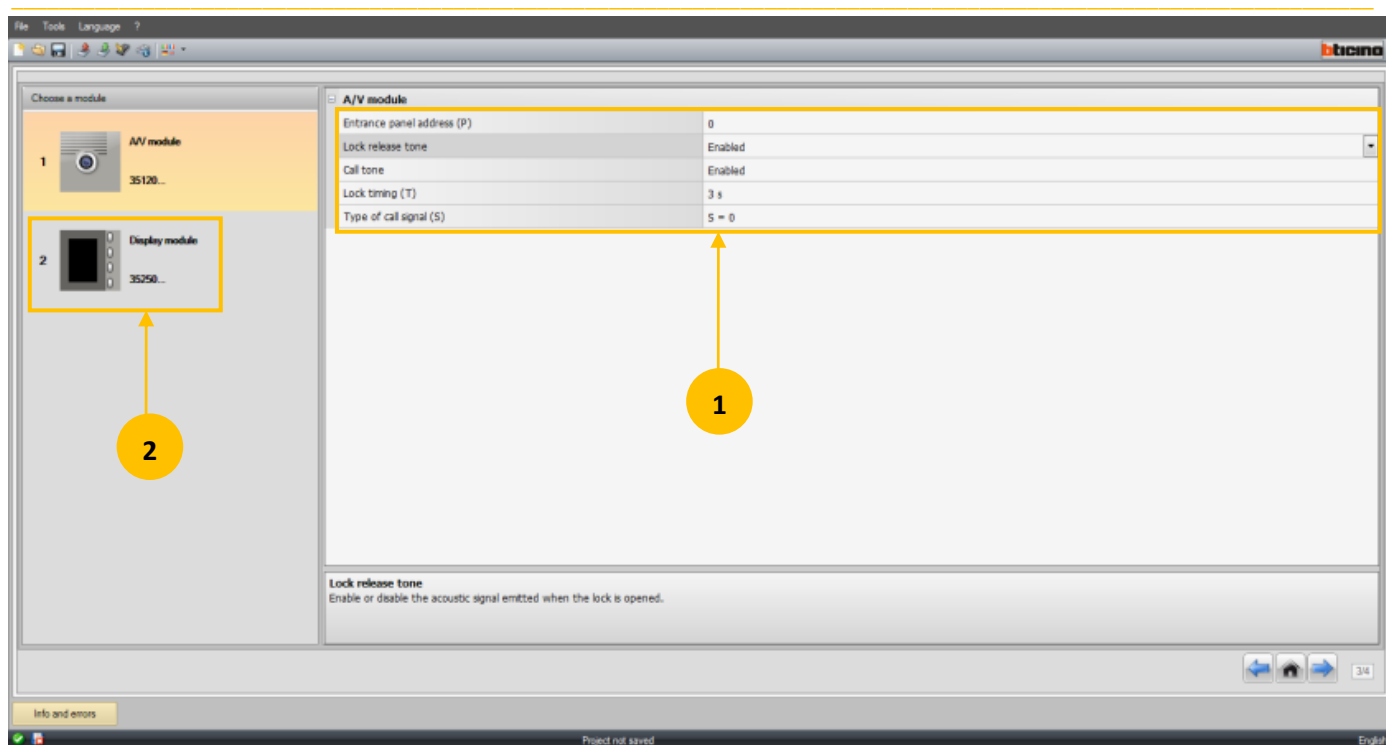 File Tools Language ?
bticino
Choose a module
1
A/V module
35120...
2
Display module
35250...
2
A/V module
Entrance panel address (P) 0
Lock release tone Enabled
Call tone Enabled
Lock timing (T) 3 s
Type of call signal (S) S = 0
1
Lock release tone
Enable or disable the acoustic signal emitted when the lock is opened.
3/4
Info and errors
Project not saved
English